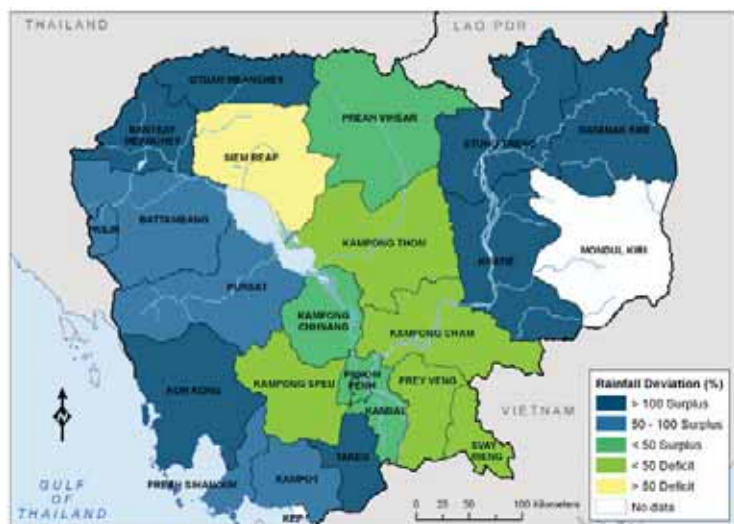 THAILAND
LAO PDR
OTDAR MEANCHEY
BANTEAY
MEANCHEY
PREAH VIHEAR
STUNG TRENG
RATANAK KIRI
SIEM REAP
PAILIN
BATTAMBANG
KAMPONG THOM
KRATIE
MONDUL KIRI
PURSAT
KAMPONG
CHHNANG
KAMPONG CHAM
KOH KONG
KAMPONG SPEU
PHNOM
PENH
PREY VENG
KANDAL
SVAY
RIENG
TAKEO
PREAH SIHANOUK
KAMPOT
KEP
VIETNAM
GULF
OF
THAILAND
N
Rainfall Deviation (%)
> 100 Surplus
50 - 100 Surplus
< 50 Surplus
< 50 Deficit
> 50 Deficit
No data
0 25 50 100 Kilometers